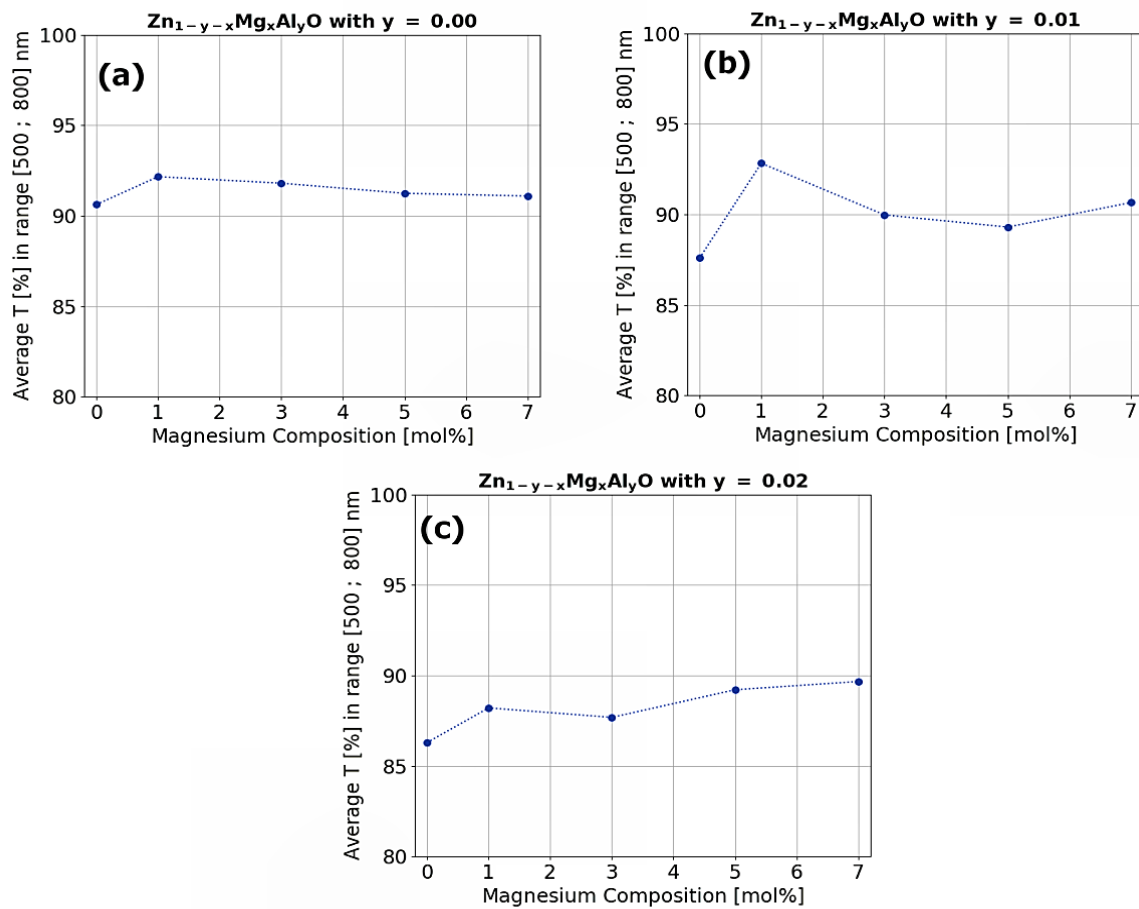 Zn₁₋y₋ₓMgₓAlyO with y = 0.00
(a)
100
95
90
85
80
Average T [%] in range [500 ; 800] nm
0 1 2 3 4 5 6 7
Magnesium Composition [mol%]
Zn₁₋y₋ₓMgₓAlyO with y = 0.01
(b)
100
95
90
85
80
Average T [%] in range [500 ; 800] nm
0 1 2 3 4 5 6 7
Magnesium Composition [mol%]
Zn₁₋y₋ₓMgₓAlyO with y = 0.02
(c)
100
95
90
85
80
Average T [%] in range [500 ; 800] nm
0 1 2 3 4 5 6 7
Magnesium Composition [mol%]